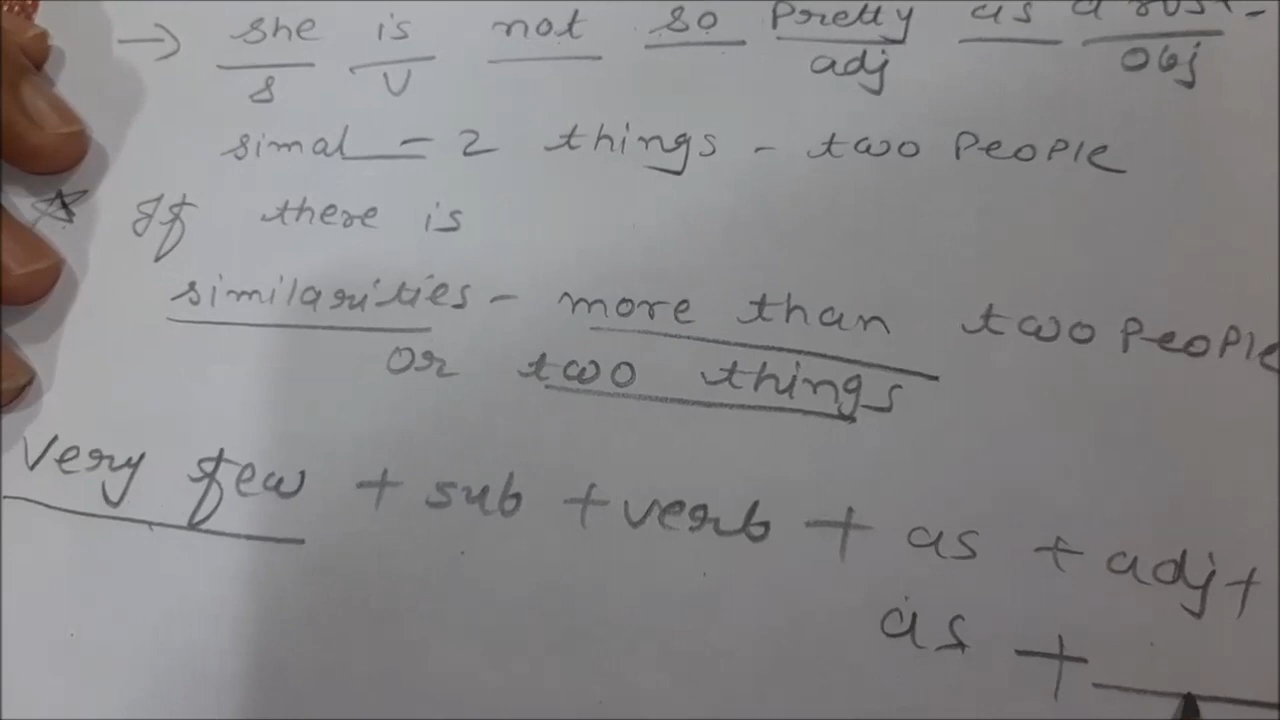 → she is not so Pretty as a
s v adj obj
simal - 2 things - two People
☆ If there is
similarities - more than two People
or two things
Very few + sub + verb + as + adj +
as +